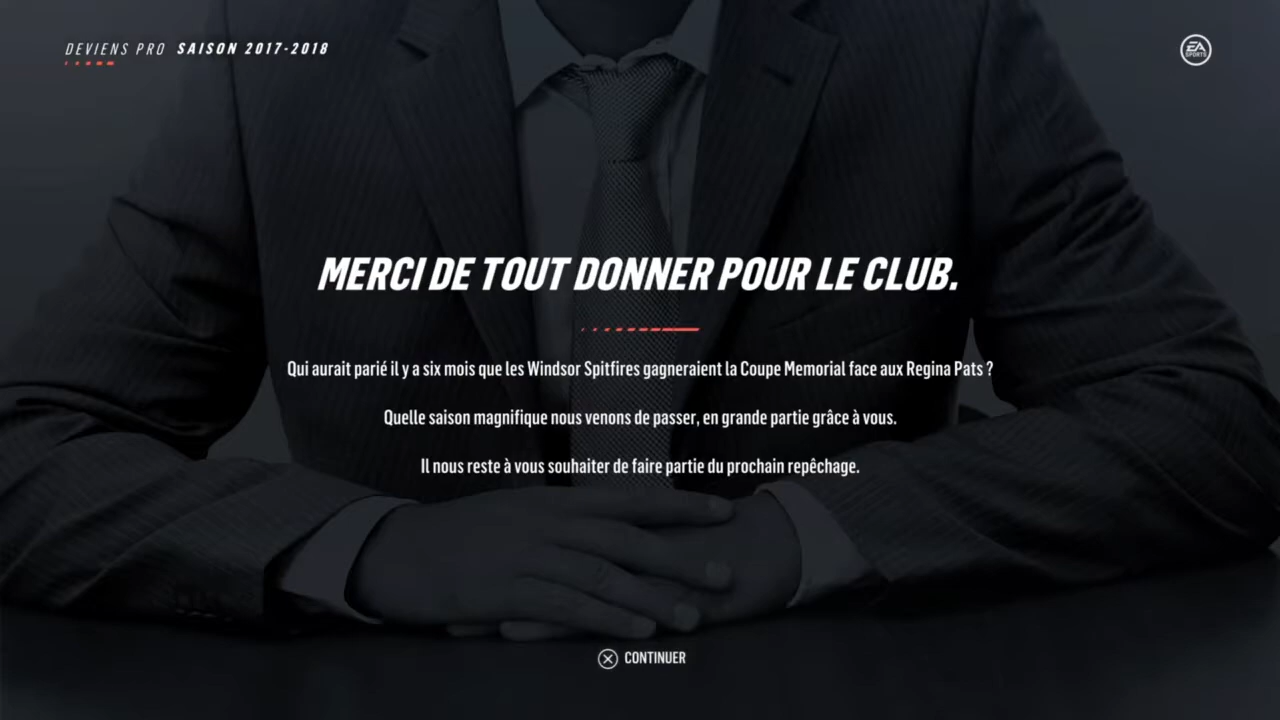 DEVIENS PRO SAISON 2017-2018
EA SPORTS
MERCI DE TOUT DONNER POUR LE CLUB.
Qui aurait parié il y a six mois que les Windsor Spitfires gagneraient la Coupe Memorial face aux Regina Pats ?
Quelle saison magnifique nous venons de passer, en grande partie grâce à vous.
Il nous reste à vous souhaiter de faire partie du prochain repêchage.
CONTINUER